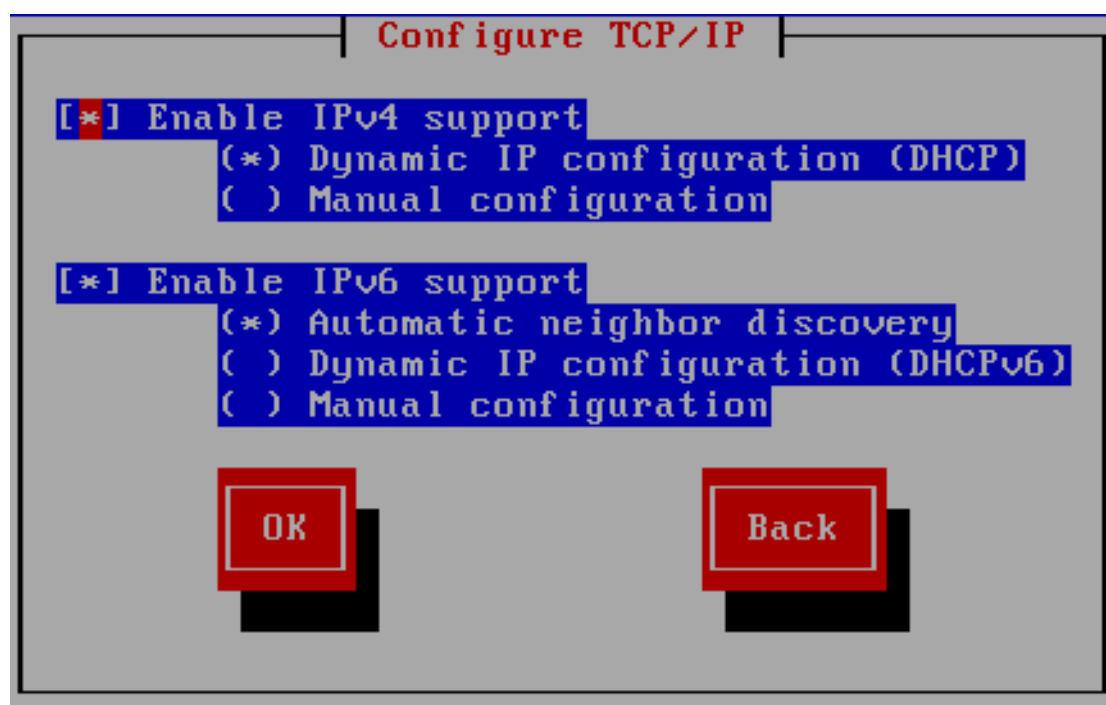 Configure TCP/IP
[*] Enable IPv4 support
(*) Dynamic IP configuration (DHCP)
( ) Manual configuration
[*] Enable IPv6 support
(*) Automatic neighbor discovery
( ) Dynamic IP configuration (DHCPv6)
( ) Manual configuration
OK Back